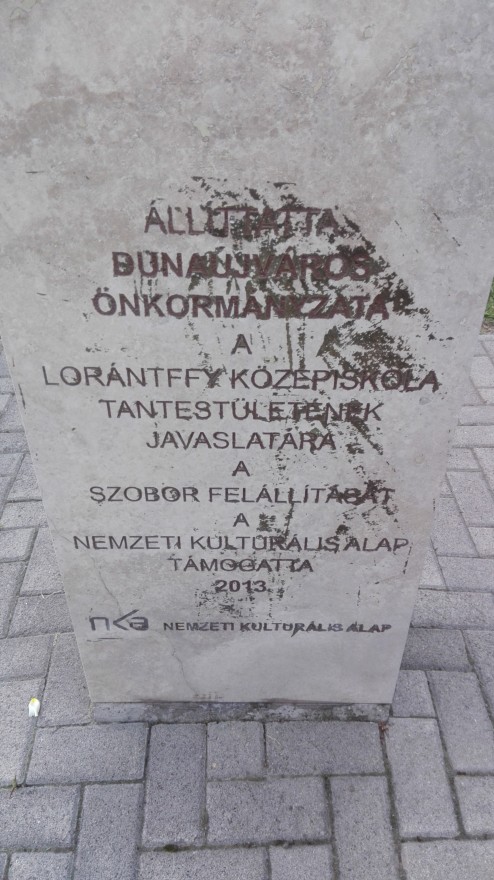 ÁLLÍTTATTA
DUNAÚJVÁROS
ÖNKORMÁNYZATA
A
LORÁNTFFY KÖZÉPISKOLA
TANTESTÜLETÉNEK
JAVASLATÁRA
A
SZOBOR FELÁLLÍTÁSÁT
A
NEMZETI KULTURÁLIS ALAP
TÁMOGATTA
2013
nka NEMZETI KULTURÁLIS ALAP